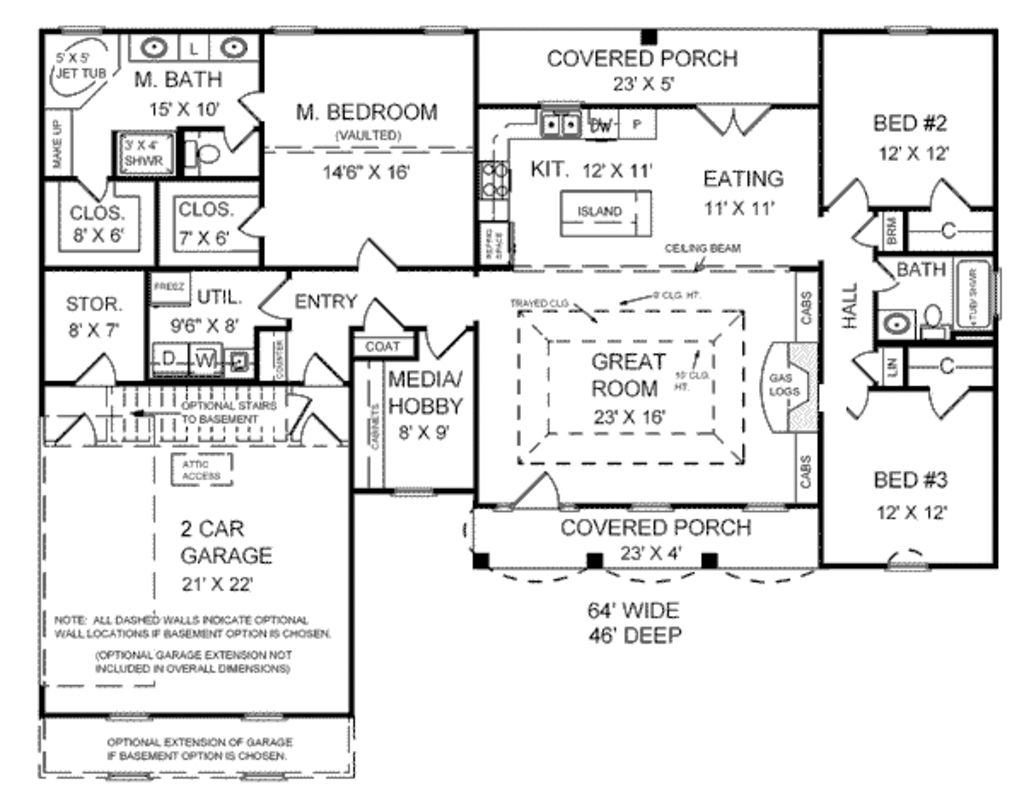 5' X 5'
JET TUB
L
M. BATH
15' X 10'
MAKE UP
3' X 4'
SHWR
M. BEDROOM
(VAULTED)
14'6" X 16'
COVERED PORCH
23' X 5'
DW
P
KIT. 12' X 11'
ISLAND
REFRIG
SPACE
EATING
11' X 11'
BED #2
12' X 12'
CLOS.
8' X 6'
CLOS.
7' X 6'
BRM
C
CEILING BEAM
STOR.
8' X 7'
FREEZ
UTIL.
9'6" X 8'
D
W
COUNTER
ENTRY
COAT
MEDIA/
HOBBY
8' X 9'
CABINETS
TRAYED CLG.
9' CLG. HT.
GREAT
ROOM
23' X 16'
10' CLG.
HT.
CABS
GAS
LOGS
CABS
HALL
BATH
TUB/ SHWR
LIN
C
BED #3
12' X 12'
OPTIONAL STAIRS
TO BASEMENT
ATTIC
ACCESS
2 CAR
GARAGE
21' X 22'
COVERED PORCH
23' X 4'
64' WIDE
46' DEEP
NOTE: ALL DASHED WALLS INDICATE OPTIONAL
WALL LOCATIONS IF BASEMENT OPTION IS CHOSEN.
(OPTIONAL GARAGE EXTENSION NOT
INCLUDED IN OVERALL DIMENSIONS)
OPTIONAL EXTENSION OF GARAGE
IF BASEMENT OPTION IS CHOSEN.